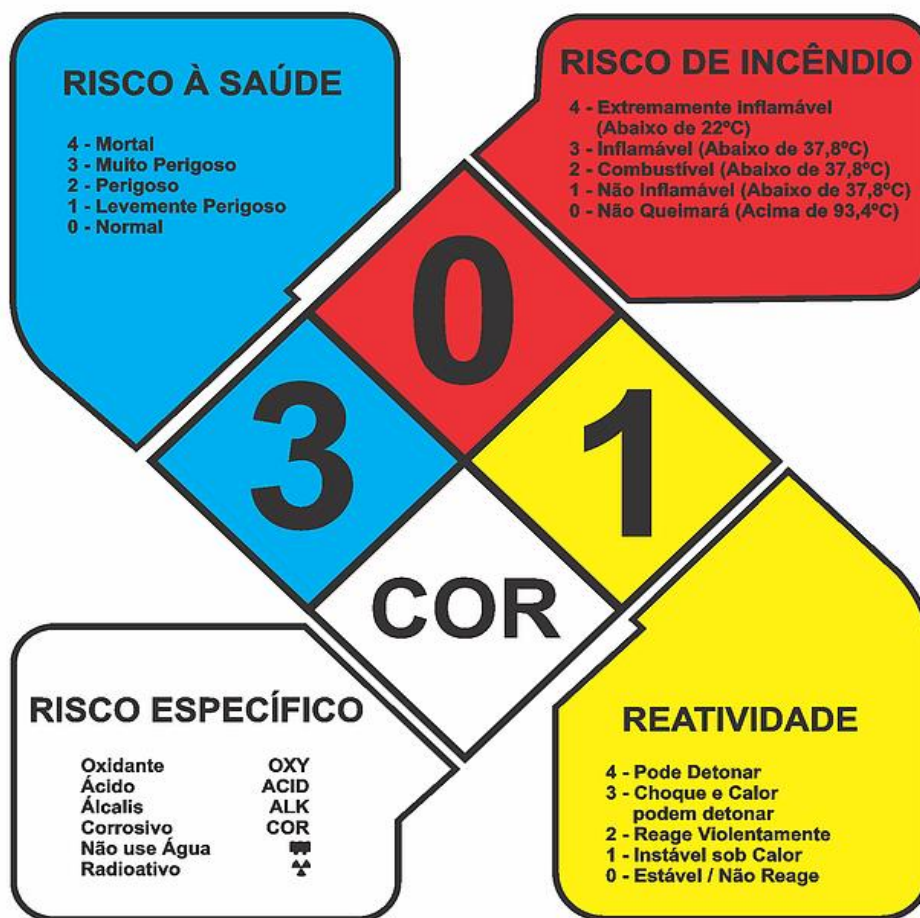 RISCO À SAÚDE
4 - Mortal
3 - Muito Perigoso
2 - Perigoso
1 - Levemente Perigoso
0 - Normal
RISCO DE INCÊNDIO
4 - Extremamente inflamável
(Abaixo de 22ºC)
3 - Inflamável (Abaixo de 37,8ºC)
2 - Combustível (Abaixo de 37,8ºC)
1 - Não Inflamável (Abaixo de 37,8ºC)
0 - Não Queimará (Acima de 93,4ºC)
0
3
1
COR
RISCO ESPECÍFICO
Oxidante OXY
Ácido ACID
Álcalis ALK
Corrosivo COR
Não use Água
Radioativo
REATIVIDADE
4 - Pode Detonar
3 - Choque e Calor
podem detonar
2 - Reage Violentamente
1 - Instável sob Calor
0 - Estável / Não Reage